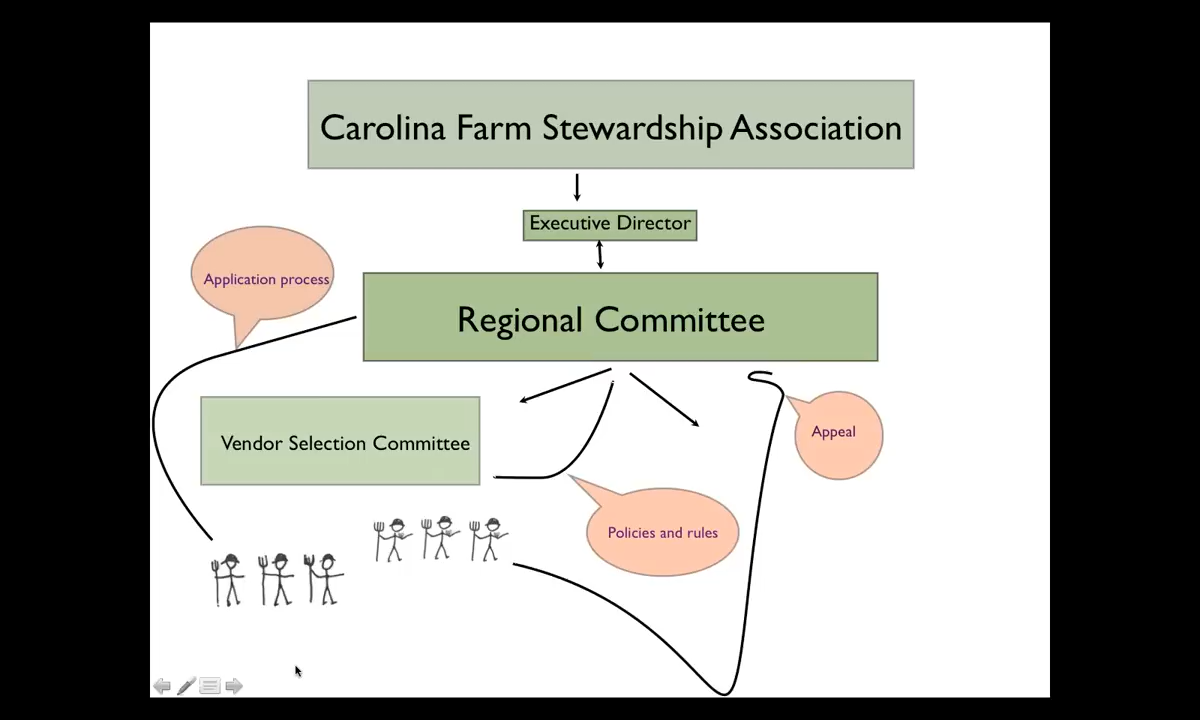 Carolina Farm Stewardship Association
Executive Director
Application process
Regional Committee
Vendor Selection Committee
Appeal
Policies and rules